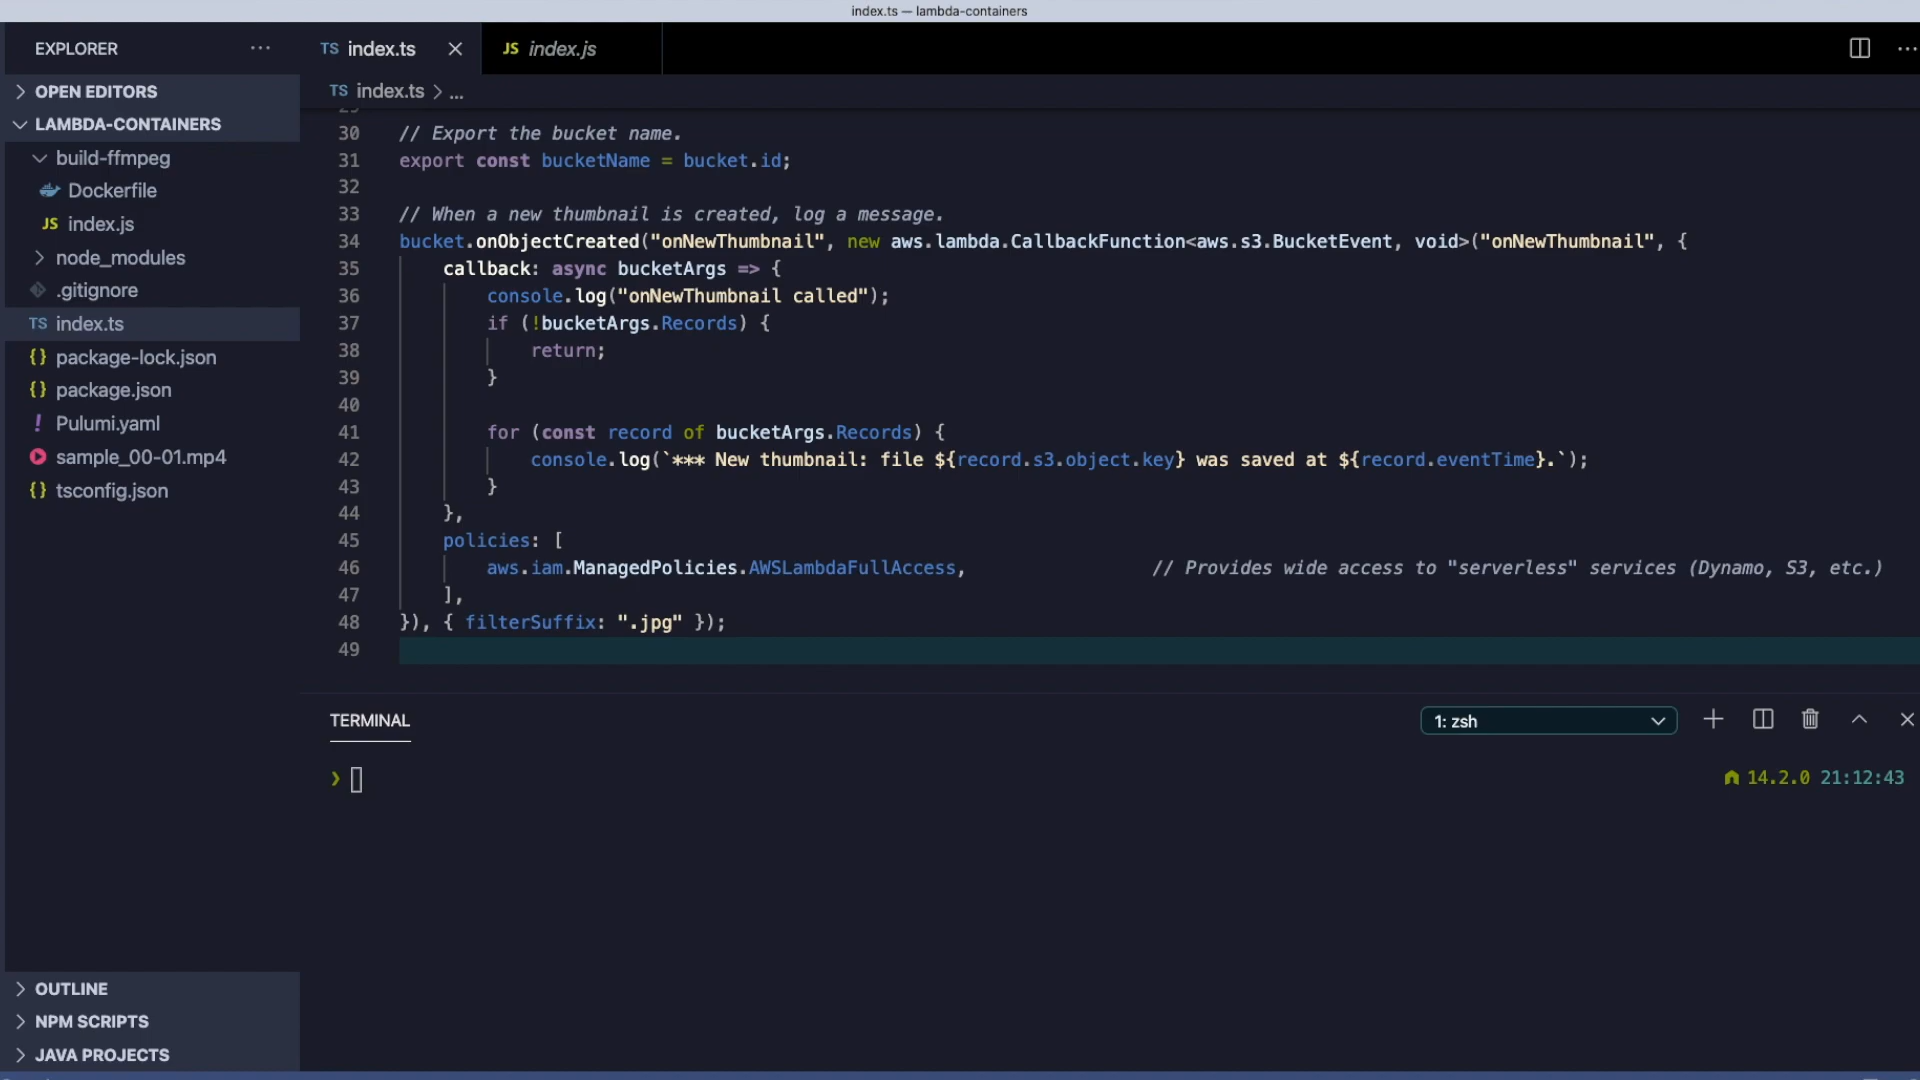 index.ts — lambda-containers
EXPLORER
TS index.ts
JS index.js
OPEN EDITORS
LAMBDA-CONTAINERS
build-ffmpeg
Dockerfile
JS index.js
node_modules
.gitignore
TS index.ts
{} package-lock.json
{} package.json
! Pulumi.yaml
sample_00-01.mp4
{} tsconfig.json
OUTLINE
NPM SCRIPTS
JAVA PROJECTS
TS index.ts > ...
29
30 // Export the bucket name.
31 export const bucketName = bucket.id;
32
33 // When a new thumbnail is created, log a message.
34 bucket.onObjectCreated("onNewThumbnail", new aws.lambda.CallbackFunction<aws.s3.BucketEvent, void>("onNewThumbnail", {
35 callback: async bucketArgs => {
36 console.log("onNewThumbnail called");
37 if (!bucketArgs.Records) {
38 return;
39 }
40
41 for (const record of bucketArgs.Records) {
42 console.log(`*** New thumbnail: file ${record.s3.object.key} was saved at ${record.eventTime}.`);
43 }
44 },
45 policies: [
46 aws.iam.ManagedPolicies.AWSLambdaFullAccess, // Provides wide access to "serverless" services (Dynamo, S3, etc.)
47 ],
48 }), { filterSuffix: ".jpg" });
49
TERMINAL
1: zsh
❯
14.2.0 21:12:43